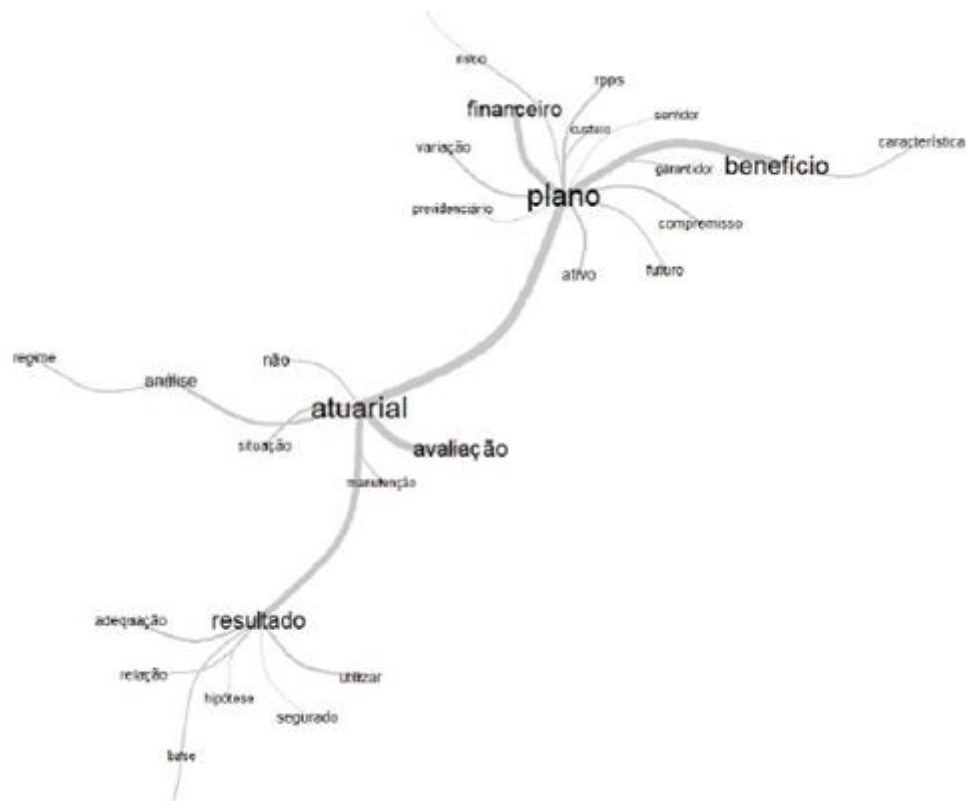 risco
rpps
financeiro
custeio
servidor
variação
característica
garantidor
benefício
plano
previdenciário
compromisso
ativo
futuro
não
regime
análise
atuarial
situação
avaliação
manutenção
adequação
resultado
relação
utilizar
hipótese
segurado
base